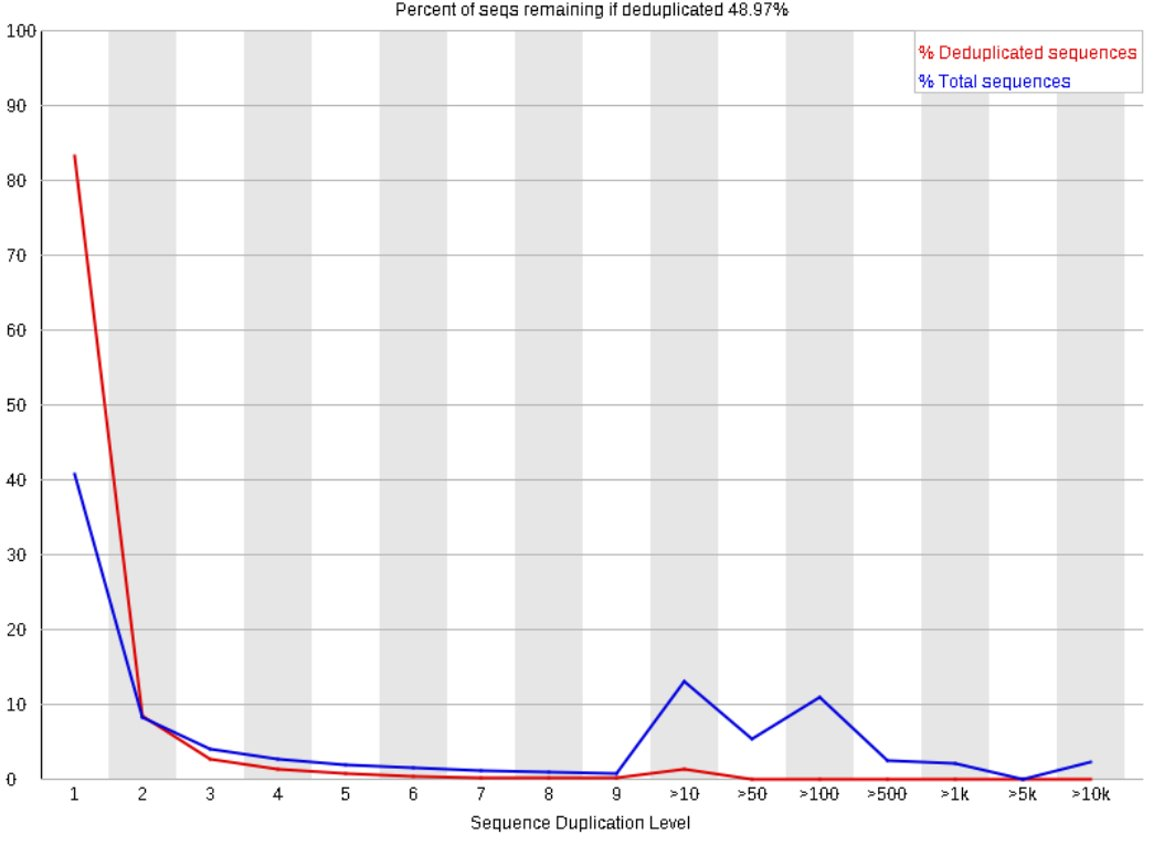 Percent of seqs remaining if deduplicated 48.97%
% Deduplicated sequences
% Total sequences
100
90
80
70
60
50
40
30
20
10
0
1 2 3 4 5 6 7 8 9 >10 >50 >100 >500 >1k >5k >10k
Sequence Duplication Level